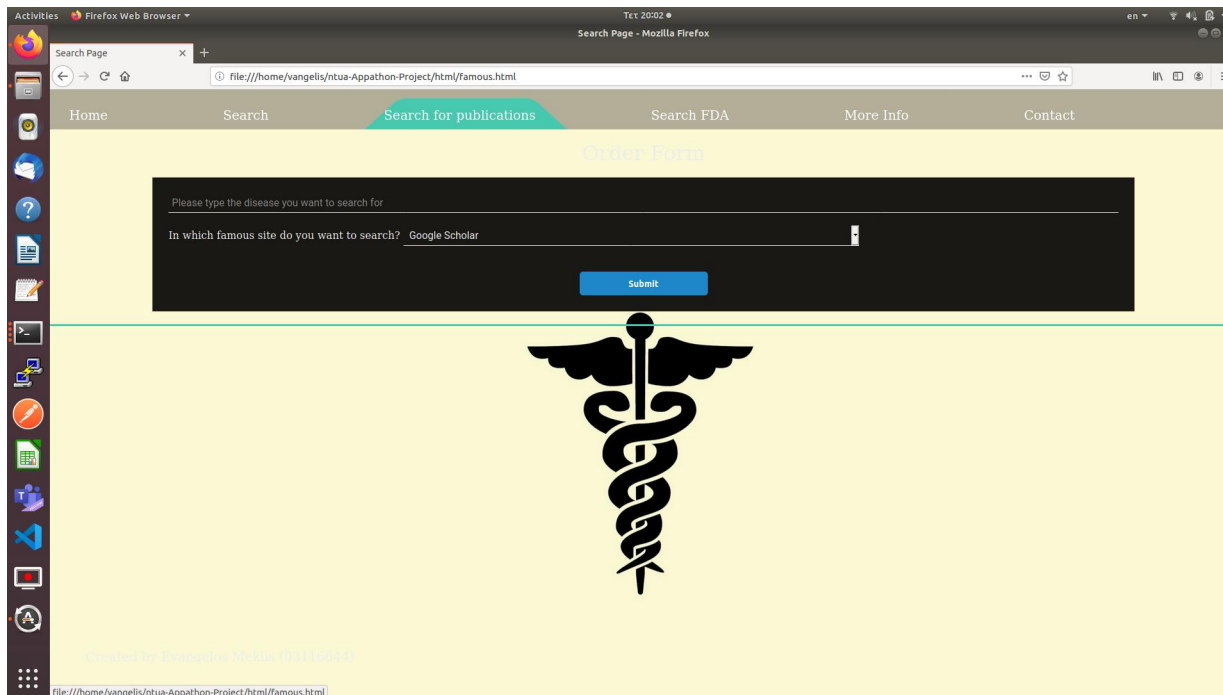 Activities Firefox Web Browser Τετ 20:02 en
Search Page - Mozilla Firefox
Search Page
file:///home/vangelis/ntua-Appathon-Project/html/famous.html
Home Search Search for publications Search FDA More Info Contact
Order Form
Please type the disease you want to search for
In which famous site do you want to search? Google Scholar
Submit
Created by Evangelos
file:///home/vangelis/ntua-Appathon-Project/html/famous.html